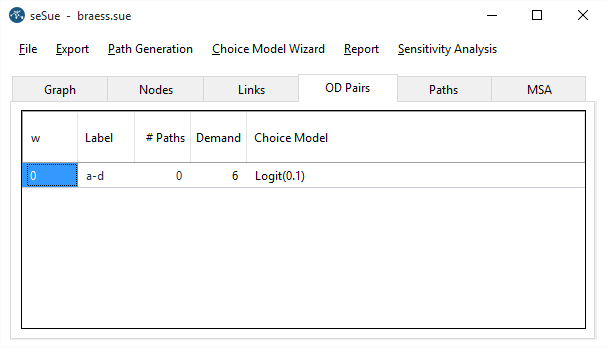 seSue - braess.sue
File Export Path Generation Choice Model Wizard Report Sensitivity Analysis
Graph Nodes Links OD Pairs Paths MSA
w Label # Paths Demand Choice Model
0 a-d 0 6 Logit(0.1)